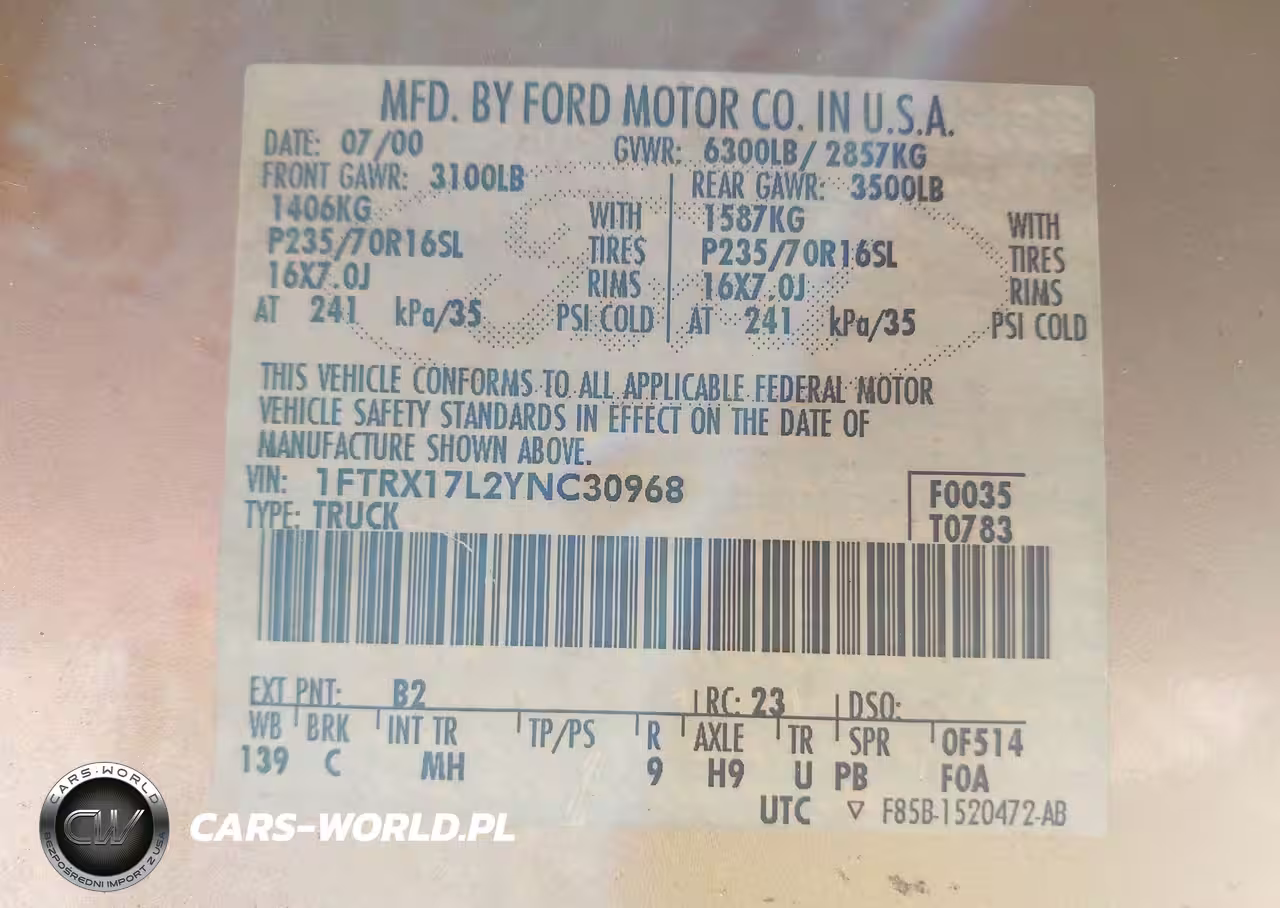 MFD. BY FORD MOTOR CO. IN U.S.A.
DATE: 07/00 GVWR: 6300LB/ 2857KG
FRONT GAWR: 3100LB REAR GAWR: 3500LB
1406KG WITH 1587KG WITH
P235/70R16SL TIRES P235/70R16SL TIRES
16X7.0J RIMS 16X7.0J RIMS
AT 241 kPa/35 PSI COLD AT 241 kPa/35 PSI COLD
THIS VEHICLE CONFORMS TO ALL APPLICABLE FEDERAL MOTOR
VEHICLE SAFETY STANDARDS IN EFFECT ON THE DATE OF
MANUFACTURE SHOWN ABOVE.
VIN: 1FTRX17L2YNC30968 F0035
TYPE: TRUCK T0783
EXT PNT: B2 RC: 23 DSO:
WB BRK INT TR TP/PS R AXLE TR SPR 0F514
139 C MH 9 H9 U PB F0A
UTC ▽ F85B-1520472-AB
CARS-WORLD
CW
BEZPOŚREDNI IMPORT Z USA
CARS-WORLD.PL